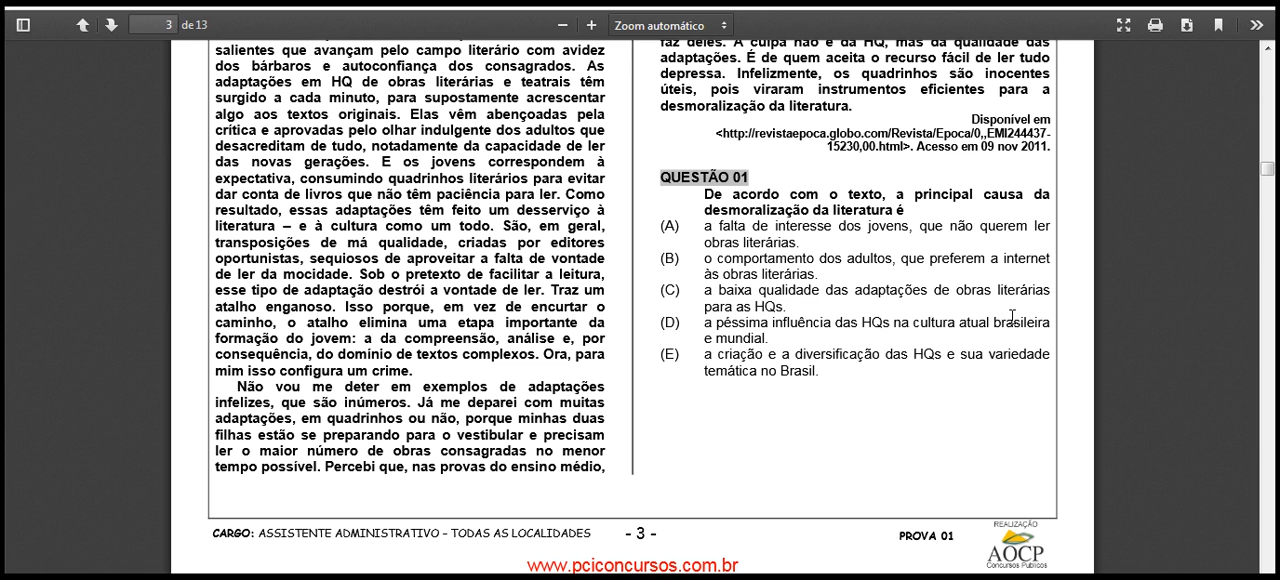 3 de 13
Zoom automático
salientes que avançam pelo campo literário com avidez
dos bárbaros e autoconfiança dos consagrados. As
adaptações em HQ de obras literárias e teatrais têm
surgido a cada minuto, para supostamente acrescentar
algo aos textos originais. Elas vêm abençoadas pela
crítica e aprovadas pelo olhar indulgente dos adultos que
desacreditam de tudo, notadamente da capacidade de ler
das novas gerações. E os jovens correspondem à
expectativa, consumindo quadrinhos literários para evitar
dar conta de livros que não têm paciência para ler. Como
resultado, essas adaptações têm feito um desserviço à
literatura – e à cultura como um todo. São, em geral,
transposições de má qualidade, criadas por editores
oportunistas, sequiosos de aproveitar a falta de vontade
de ler da mocidade. Sob o pretexto de facilitar a leitura,
esse tipo de adaptação destrói a vontade de ler. Traz um
atalho enganoso. Isso porque, em vez de encurtar o
caminho, o atalho elimina uma etapa importante da
formação do jovem: a da compreensão, análise e, por
consequência, do domínio de textos complexos. Ora, para
mim isso configura um crime.
Não vou me deter em exemplos de adaptações
infelizes, que são inúmeros. Já me deparei com muitas
adaptações, em quadrinhos ou não, porque minhas duas
filhas estão se preparando para o vestibular e precisam
ler o maior número de obras consagradas no menor
tempo possível. Percebi que, nas provas do ensino médio,
faz deles. A culpa não é da HQ, mas da qualidade das
adaptações. É de quem aceita o recurso fácil de ler tudo
depressa. Infelizmente, os quadrinhos são inocentes
úteis, pois viraram instrumentos eficientes para a
desmoralização da literatura.
Disponível em
<http://revistaepoca.globo.com/Revista/Epoca/0,,EMI244437-
15230,00.html>. Acesso em 09 nov 2011.
QUESTÃO 01
De acordo com o texto, a principal causa da
desmoralização da literatura é
(A) a falta de interesse dos jovens, que não querem ler
obras literárias.
(B) o comportamento dos adultos, que preferem a internet
às obras literárias.
(C) a baixa qualidade das adaptações de obras literárias
para as HQs.
(D) a péssima influência das HQs na cultura atual brasileira
e mundial.
(E) a criação e a diversificação das HQs e sua variedade
temática no Brasil.
CARGO: ASSISTENTE ADMINISTRATIVO – TODAS AS LOCALIDADES
- 3 -
PROVA 01
REALIZAÇÃO
AOCP
Concursos Públicos
www.pciconcursos.com.br